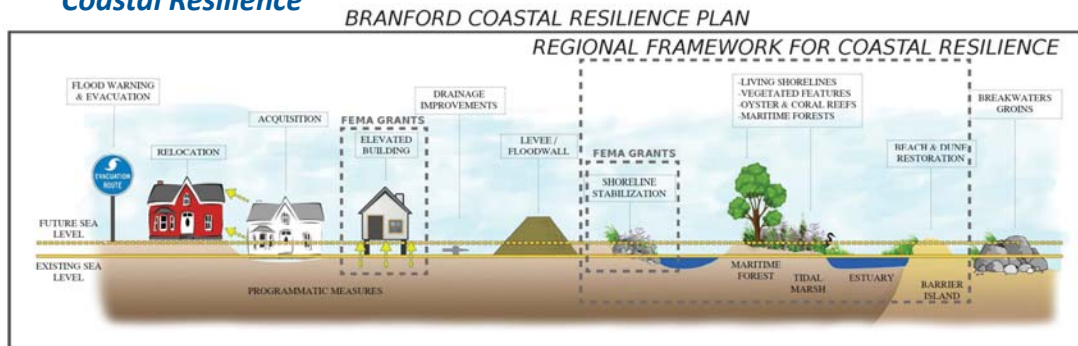 Coastal Resilience
BRANFORD COASTAL RESILIENCE PLAN
REGIONAL FRAMEWORK FOR COASTAL RESILIENCE
FLOOD WARNING
& EVACUATION
RELOCATION
EVACUATION
ROUTE
ACQUISITION
FEMA GRANTS
ELEVATED
BUILDING
DRAINAGE
IMPROVEMENTS
LEVEE /
FLOODWALL
FEMA GRANTS
SHORELINE
STABILIZATION
-LIVING SHORELINES
-VEGETATED FEATURES
-OYSTER & CORAL REEFS
-MARITIME FORESTS
BEACH & DUNE
RESTORATION
BREAKWATERS
GROINS
FUTURE SEA
LEVEL
EXISTING SEA
LEVEL
PROGRAMMATIC MEASURES
MARITIME
FOREST
TIDAL
MARSH
ESTUARY
BARRIER
ISLAND